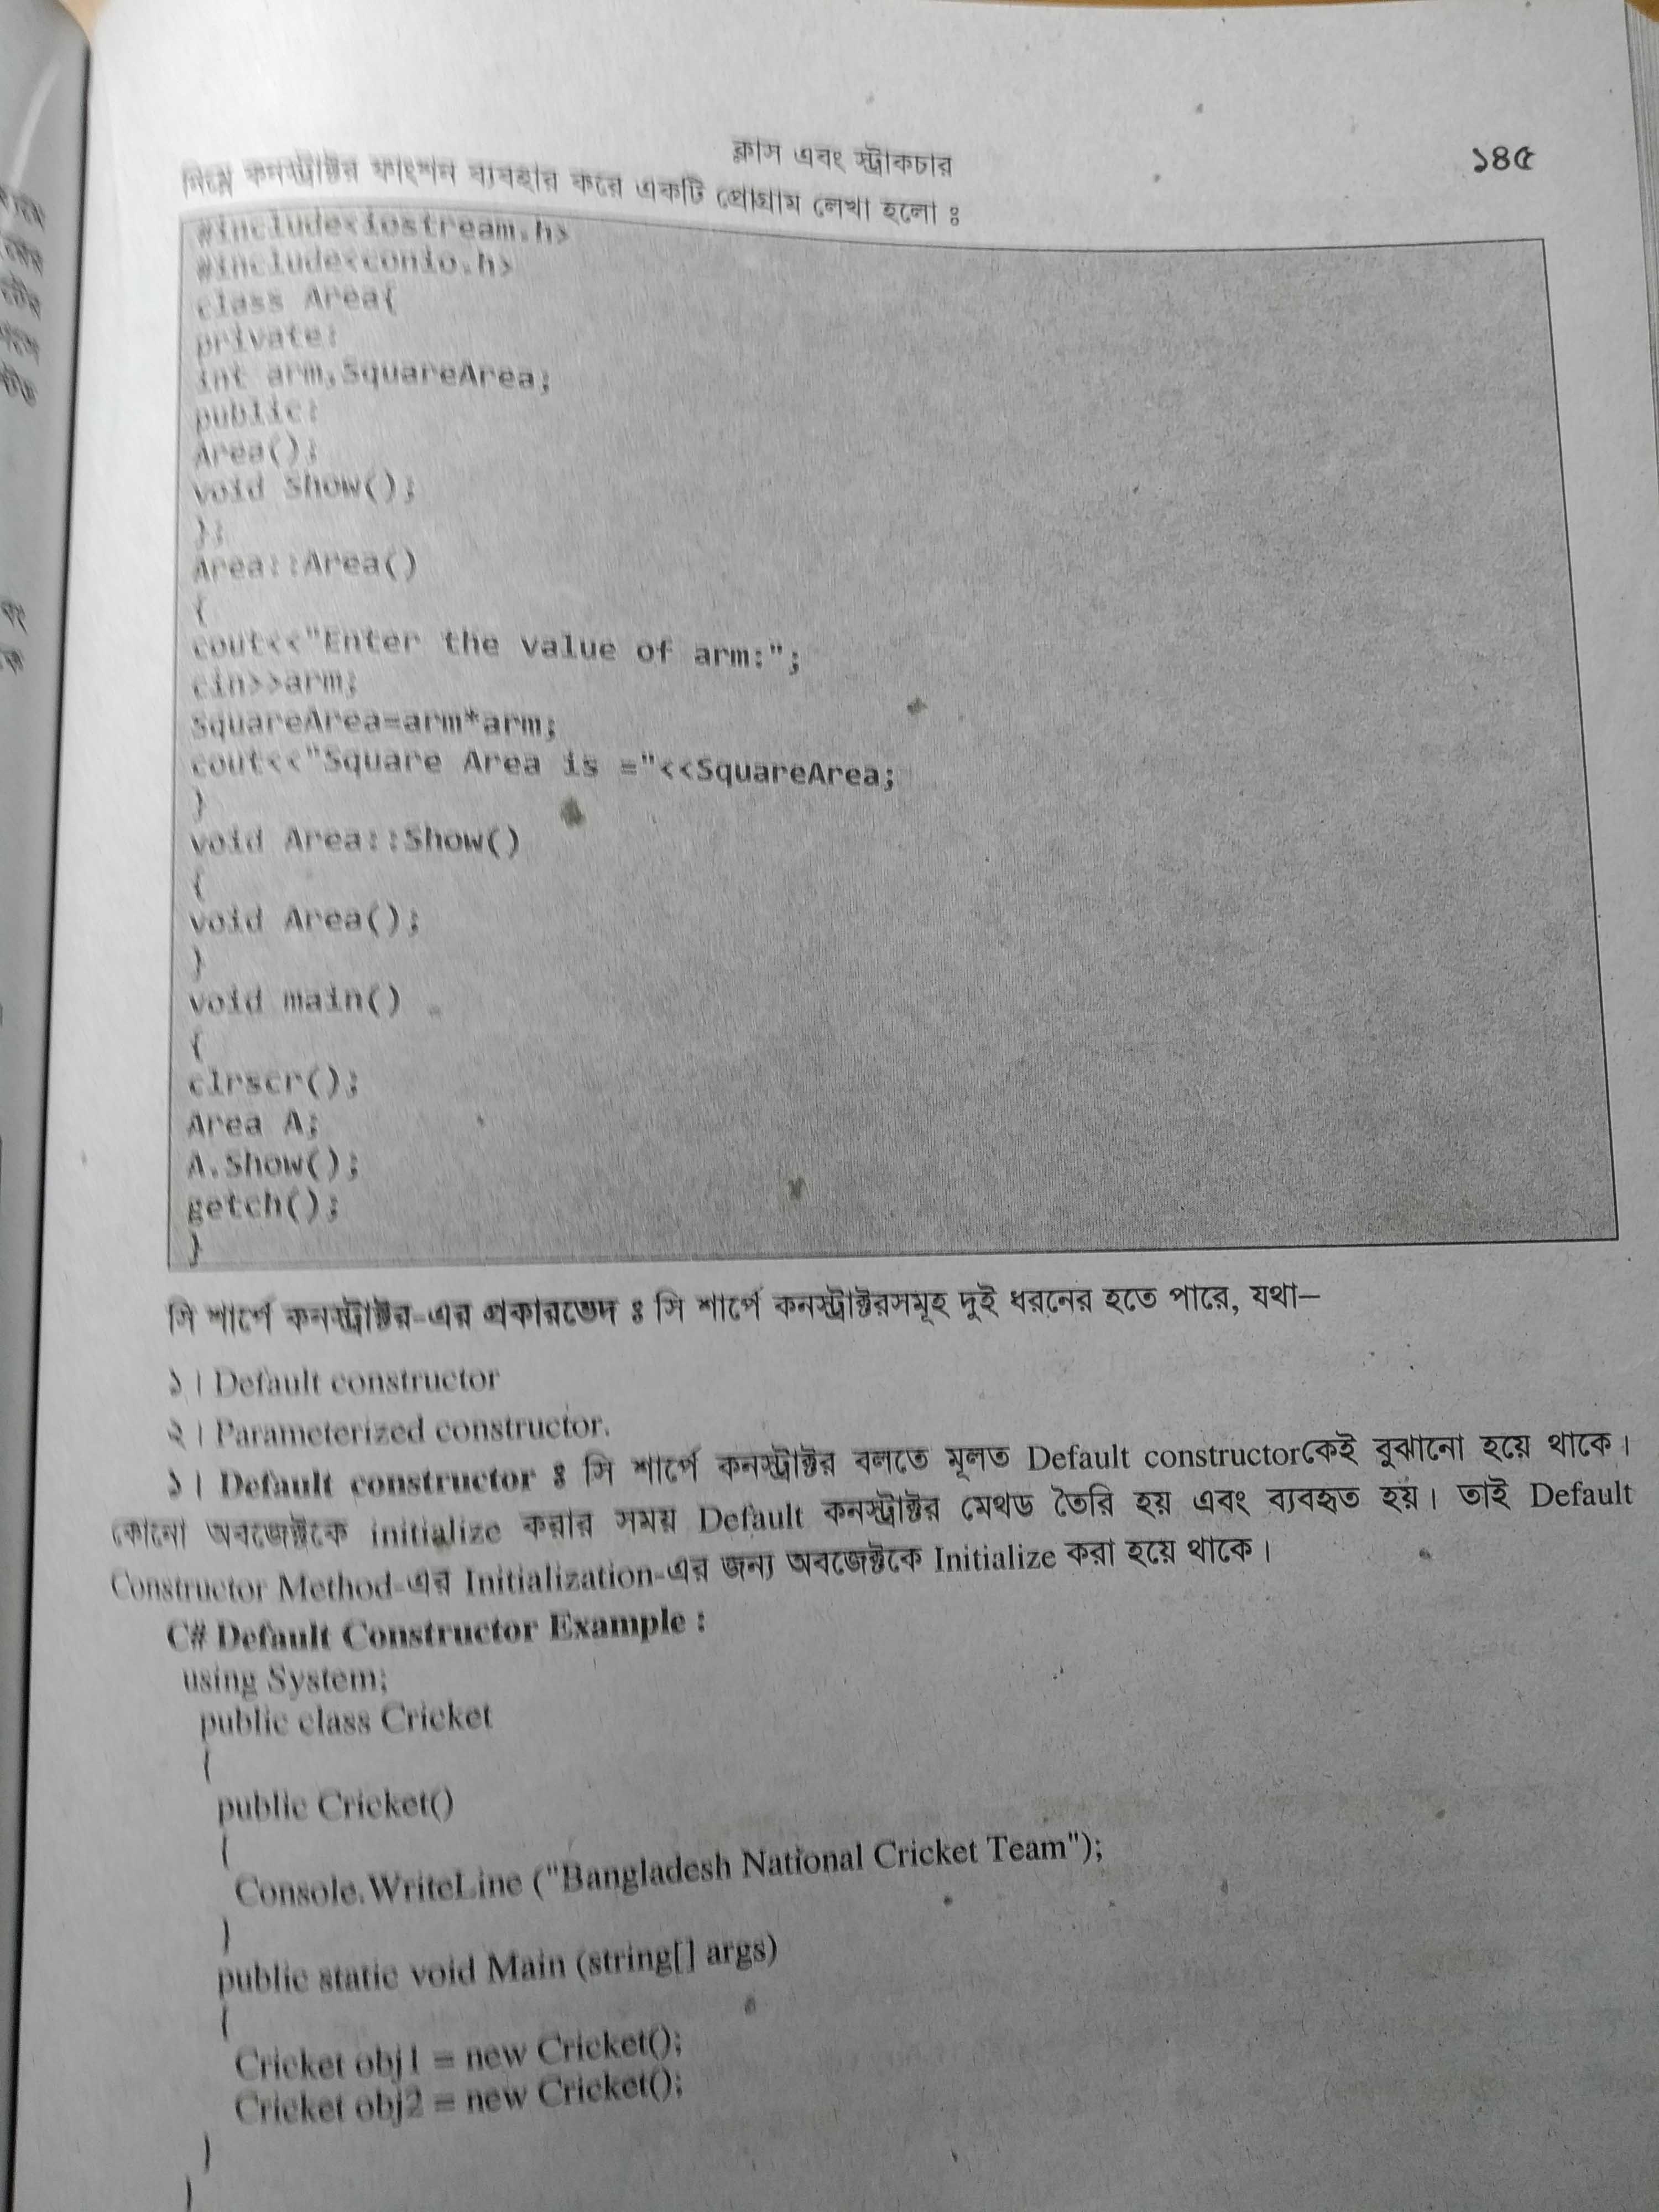 ক্লাস এবং স্ট্রাকচার
১৪৫
নিম্নে কনস্ট্রাক্টর ফাংশন ব্যবহার করে একটি প্রোগ্রাম লেখা হলো ঃ
#include<iostream.h>
#include<conio.h>
class Area{
private:
int arm,SquareArea;
public:
Area();
void Show();
};
Area::Area()
{
cout<<"Enter the value of arm:";
cin>>arm;
SquareArea=arm*arm;
cout<<"Square Area is ="<<SquareArea;
}
void Area::Show()
{
void Area();
}
void main()
{
clrscr();
Area A;
A.Show();
getch();
}
সি শার্পে কনস্ট্রাক্টর-এর প্রকারভেদ ঃ সি শার্পে কনস্ট্রাক্টরসমূহ দুই ধরনের হতে পারে, যথা—
১। Default constructor
২। Parameterized constructor.
১। Default constructor ঃ সি শার্পে কনস্ট্রাক্টর বলতে মূলত Default constructorকেই বুঝানো হয়ে থাকে।
কোনো অবজেক্টকে initialize করার সময় Default কনস্ট্রাক্টর মেথড তৈরি হয় এবং ব্যবহৃত হয়। তাই Default
Constructor Method-এর Initialization-এর জন্য অবজেক্টকে Initialize করা হয়ে থাকে।
C# Default Constructor Example :
using System;
public class Cricket
{
public Cricket()
{
Console.WriteLine ("Bangladesh National Cricket Team");
}
public static void Main (string[] args)
{
Cricket obj1 = new Cricket();
Cricket obj2 = new Cricket();
}
}